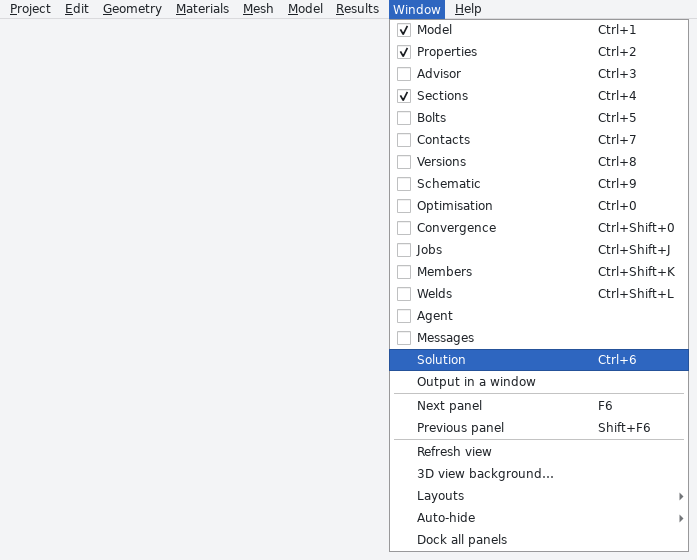 Project Edit Geometry Materials Mesh Model Results Window Help
Model Ctrl+1
Properties Ctrl+2
Advisor Ctrl+3
Sections Ctrl+4
Bolts Ctrl+5
Contacts Ctrl+7
Versions Ctrl+8
Schematic Ctrl+9
Optimisation Ctrl+0
Convergence Ctrl+Shift+0
Jobs Ctrl+Shift+J
Members Ctrl+Shift+K
Welds Ctrl+Shift+L
Agent
Messages
Solution Ctrl+6
Output in a window
Next panel F6
Previous panel Shift+F6
Refresh view
3D view background...
Layouts
Auto-hide
Dock all panels